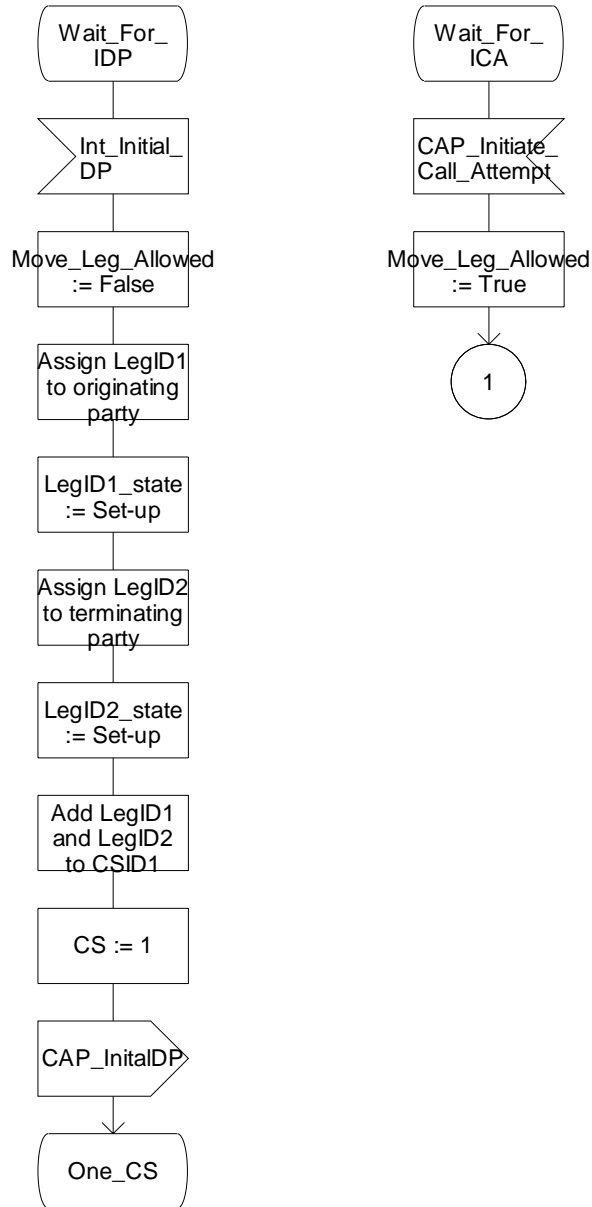 Wait_For_
IDP
Int_Initial_
DP
Move_Leg_Allowed
:= False
Assign LegID1
to originating
party
LegID1_state
:= Set-up
Assign LegID2
to terminating
party
LegID2_state
:= Set-up
Add LegID1
and LegID2
to CSID1
CS := 1
CAP_InitalDP
One_CS
Wait_For_
ICA
CAP_Initiate_
Call_Attempt
Move_Leg_Allowed
:= True
1